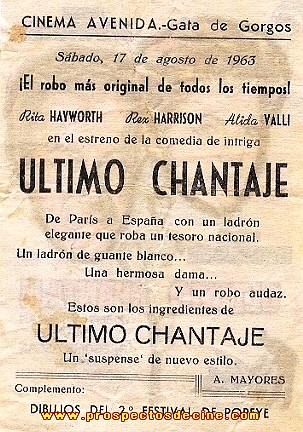 CINEMA AVENIDA.-Gata de Gorgos
Sábado, 17 de agosto de 1963
¡El robo más original de todos los tiempos!
Rita HAYWORTH Rex HARRISON Alida VALLI
en el estreno de la comedia de intriga
ULTIMO CHANTAJE
De París a España con un ladrón
elegante que roba un tesoro nacional.
Un ladrón de guante blanco...
Una hermosa dama...
Y un robo audaz.
Estos son los ingredientes de
ULTIMO CHANTAJE
Un 'suspense' de nuevo estilo.
A. MAYORES
Complemento:
DIBUJOS DEL 2.º FESTIVAL DE POPEYE
www.prospectosdecine.com